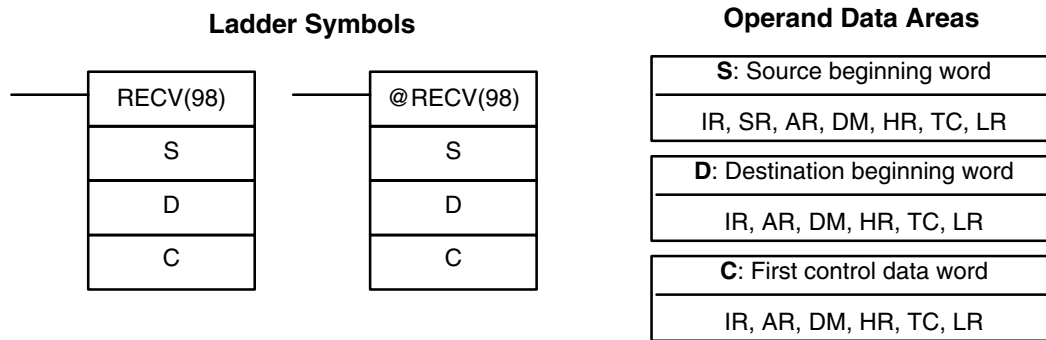 Ladder Symbols
RECV(98)
S
D
C
@RECV(98)
S
D
C
Operand Data Areas
S: Source beginning word
IR, SR, AR, DM, HR, TC, LR
D: Destination beginning word
IR, AR, DM, HR, TC, LR
C: First control data word
IR, AR, DM, HR, TC, LR